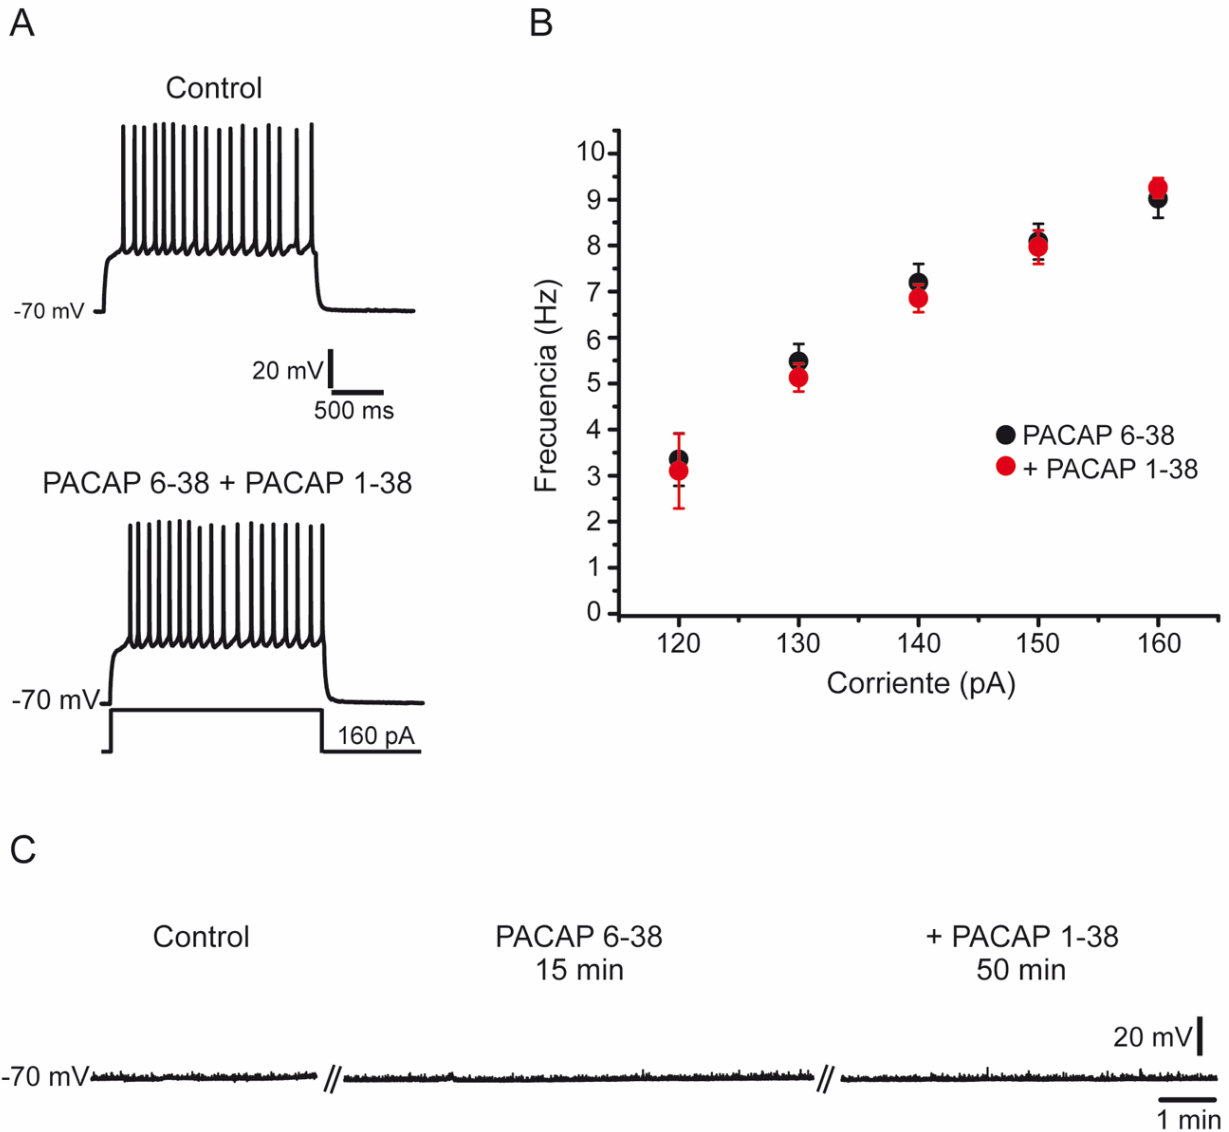 A
B
Control
-70 mV
20 mV
500 ms
PACAP 6-38 + PACAP 1-38
-70 mV
160 pA
10
9
8
7
6
5
4
3
2
1
0
Frecuencia (Hz)
PACAP 6-38
+ PACAP 1-38
120 130 140 150 160
Corriente (pA)
C
Control
PACAP 6-38
15 min
+ PACAP 1-38
50 min
20 mV
-70 mV
1 min